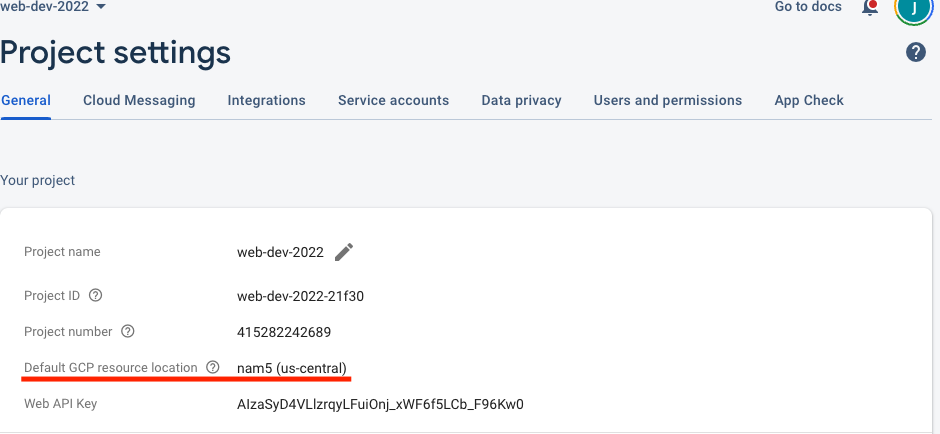 web-dev-2022 Go to docs J
Project settings ?
General Cloud Messaging Integrations Service accounts Data privacy Users and permissions App Check
Your project
Project name web-dev-2022
Project ID ? web-dev-2022-21f30
Project number ? 415282242689
Default GCP resource location ? nam5 (us-central)
Web API Key AIzaSyD4VLlzrqyLFuiOnj_xWF6f5LCb_F96Kw0